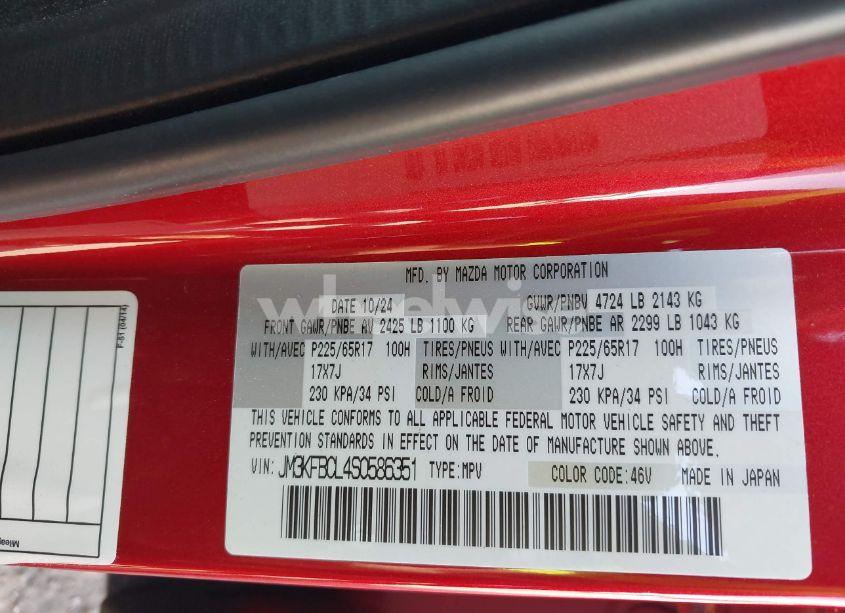 MFD. BY MAZDA MOTOR CORPORATION
DATE 10/24 GVWR/PNBV 4724 LB 2143 KG
FRONT GAWR/PNBE AV 2425 LB 1100 KG REAR GAWR/PNBE AR 2299 LB 1043 KG
WITH/AVEC P225/65R17 100H TIRES/PNEUS WITH/AVEC P225/65R17 100H TIRES/PNEUS
17X7J RIMS/JANTES 17X7J RIMS/JANTES
230 KPA/34 PSI COLD/A FROID 230 KPA/34 PSI COLD/A FROID
THIS VEHICLE CONFORMS TO ALL APPLICABLE FEDERAL MOTOR VEHICLE SAFETY AND THEFT
PREVENTION STANDARDS IN EFFECT ON THE DATE OF MANUFACTURE SHOWN ABOVE.
VIN: JM3KFBCL4S0586351 TYPE:MPV COLOR CODE:46V MADE IN JAPAN
F-81 (04/14)